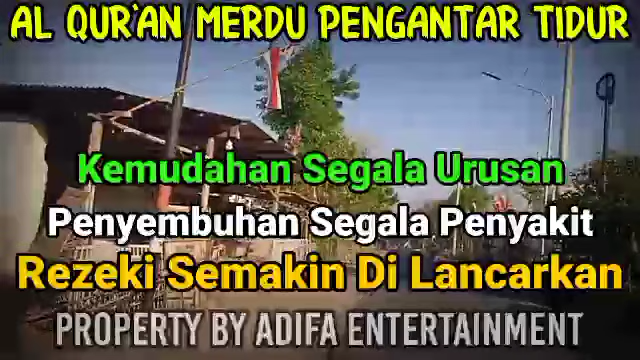 AL QUR'AN MERDU PENGANTAR TIDUR
Kemudahan Segala Urusan
Penyembuhan Segala Penyakit
Rezeki Semakin Di Lancarkan
PROPERTY BY ADIFA ENTERTAINMENT